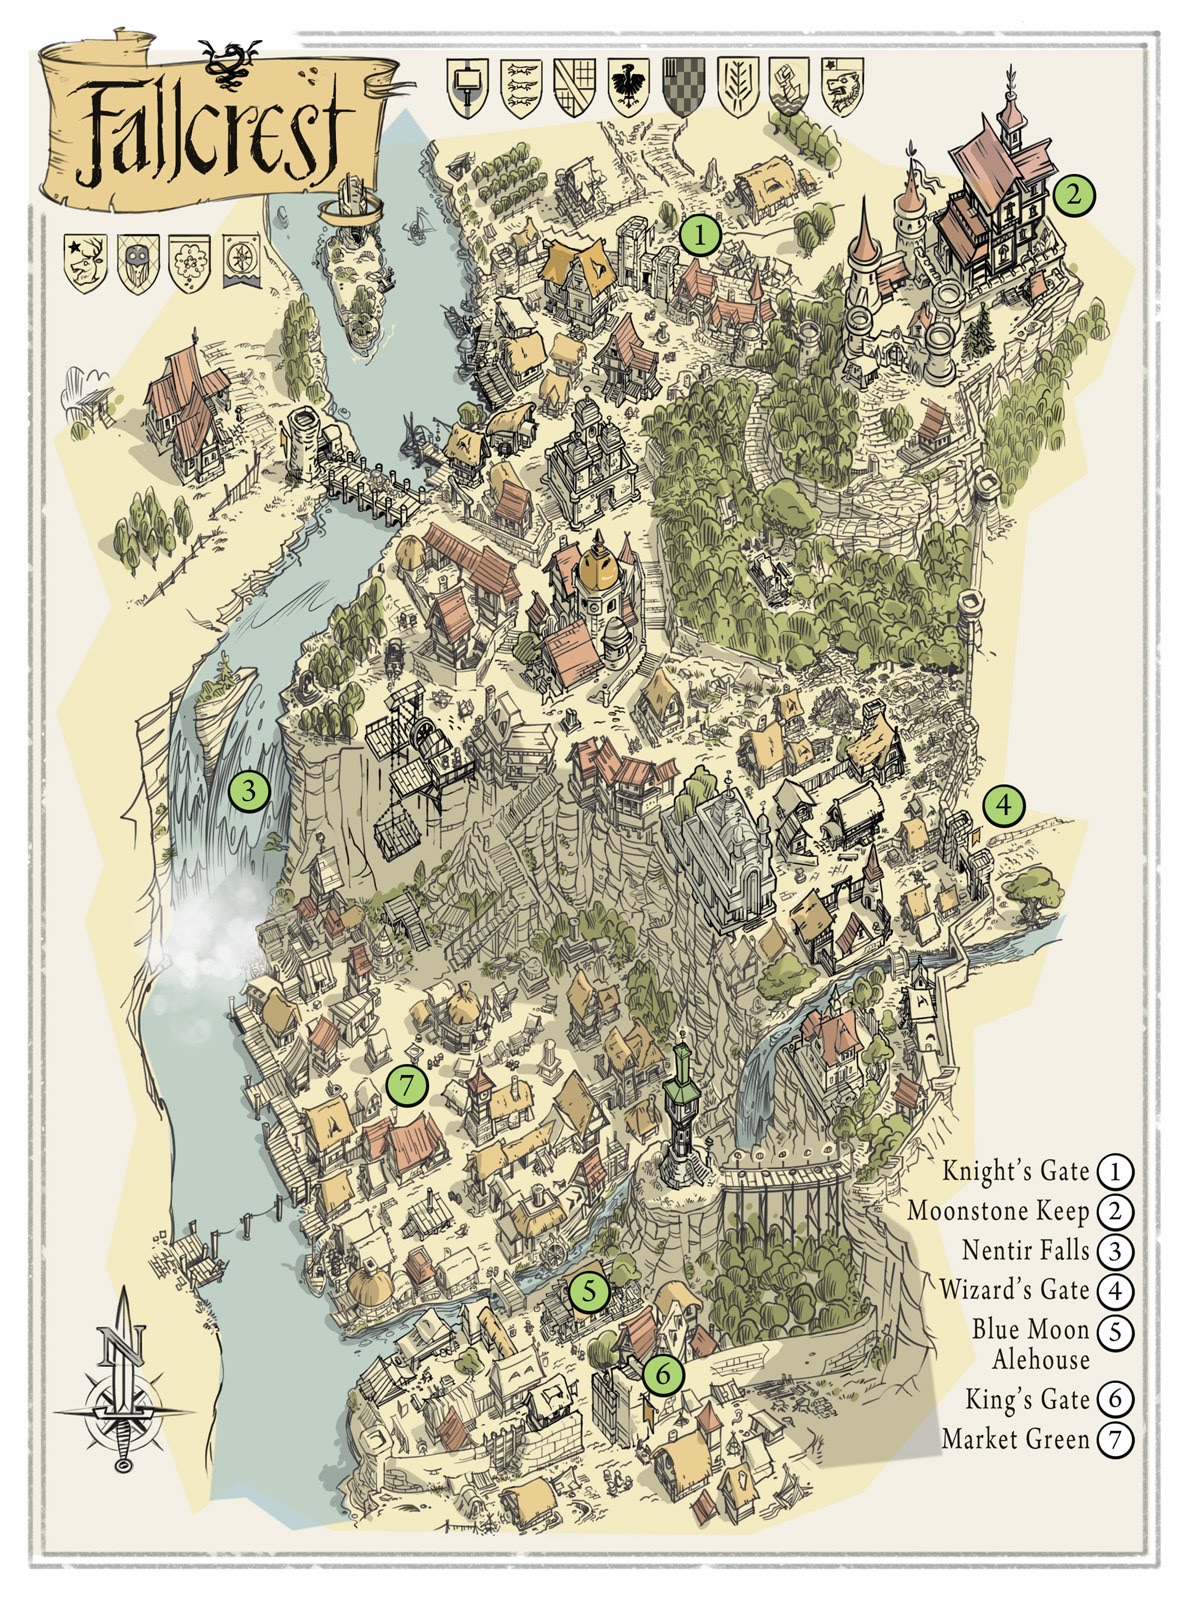 Fallcrest
1
2
3
4
7
5
6
Knight's Gate 1
Moonstone Keep 2
Nentir Falls 3
Wizard's Gate 4
Blue Moon 5
Alehouse
King's Gate 6
Market Green 7
N